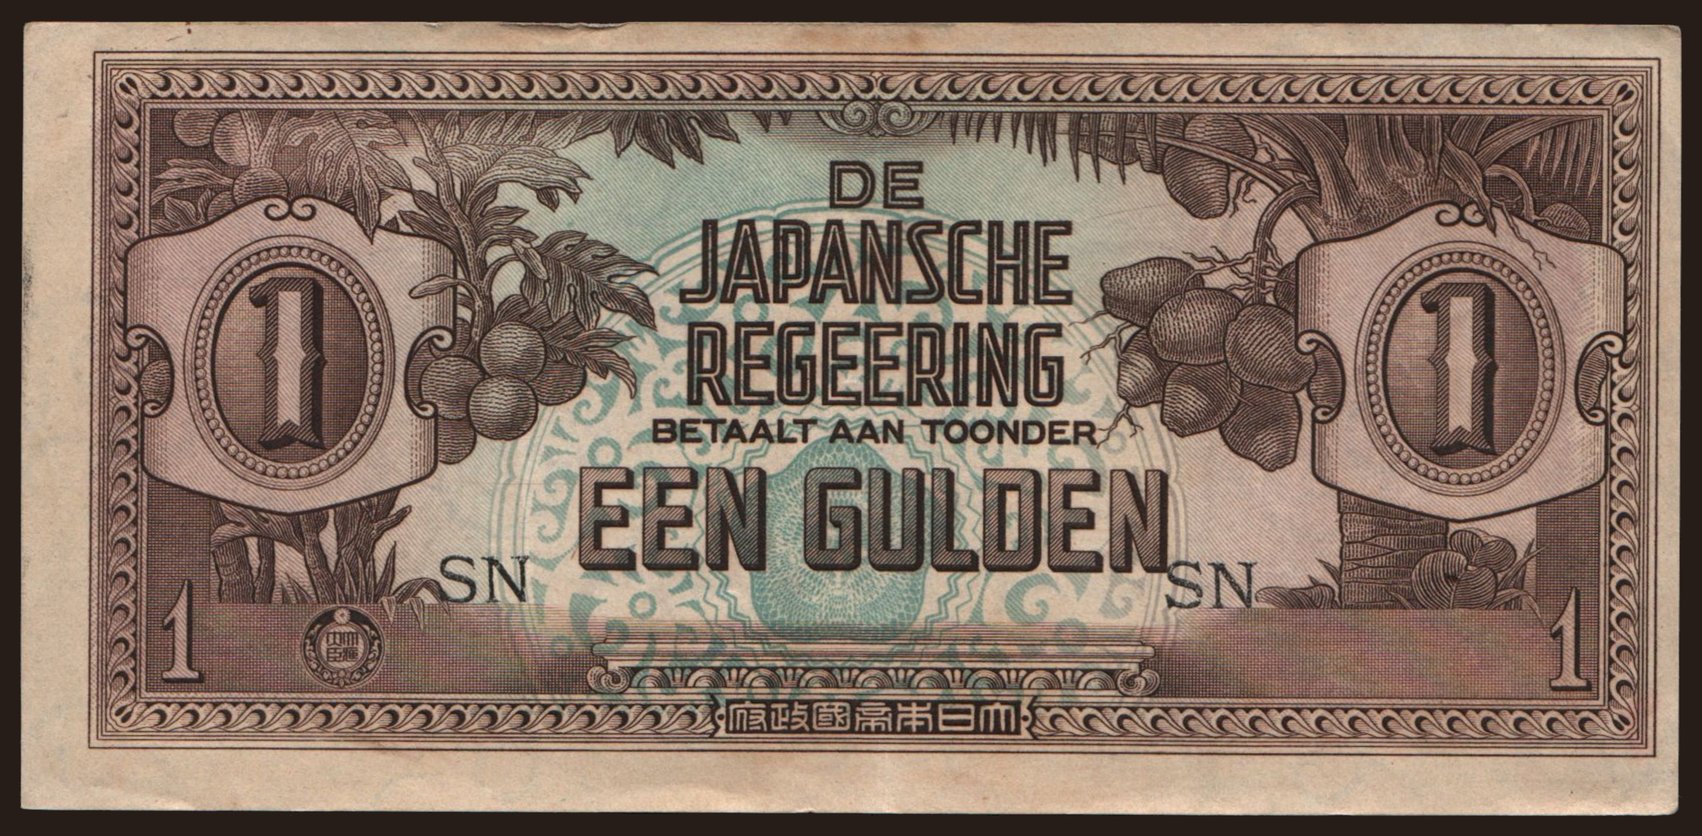 DE
JAPANSCHE
REGEERING
BETAALT AAN TOONDER
EEN GULDEN
1
1
SN
SN
1
1
府政國帝本日大